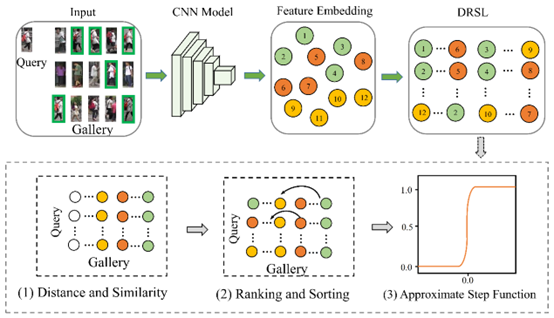 Input
CNN Model
Feature Embedding
DRSL
Query
Gallery
1
2
3
4
5
8
6
7
9
10
12
11
1 6 3 9
2 5 4 8
12 2 10 7
Query
Gallery
(1) Distance and Similarity
Query
Gallery
(2) Ranking and Sorting
1.0
0.0
0.0
(3) Approximate Step Function